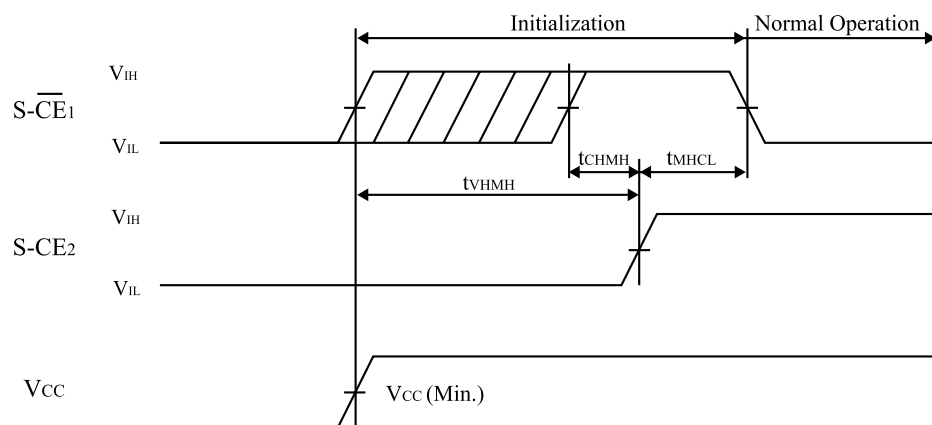 Initialization
Normal Operation
VIH
S-CE1
VIL
tCHMH
tMHCL
tVHMH
VIH
S-CE2
VIL
VCC
VCC (Min.)